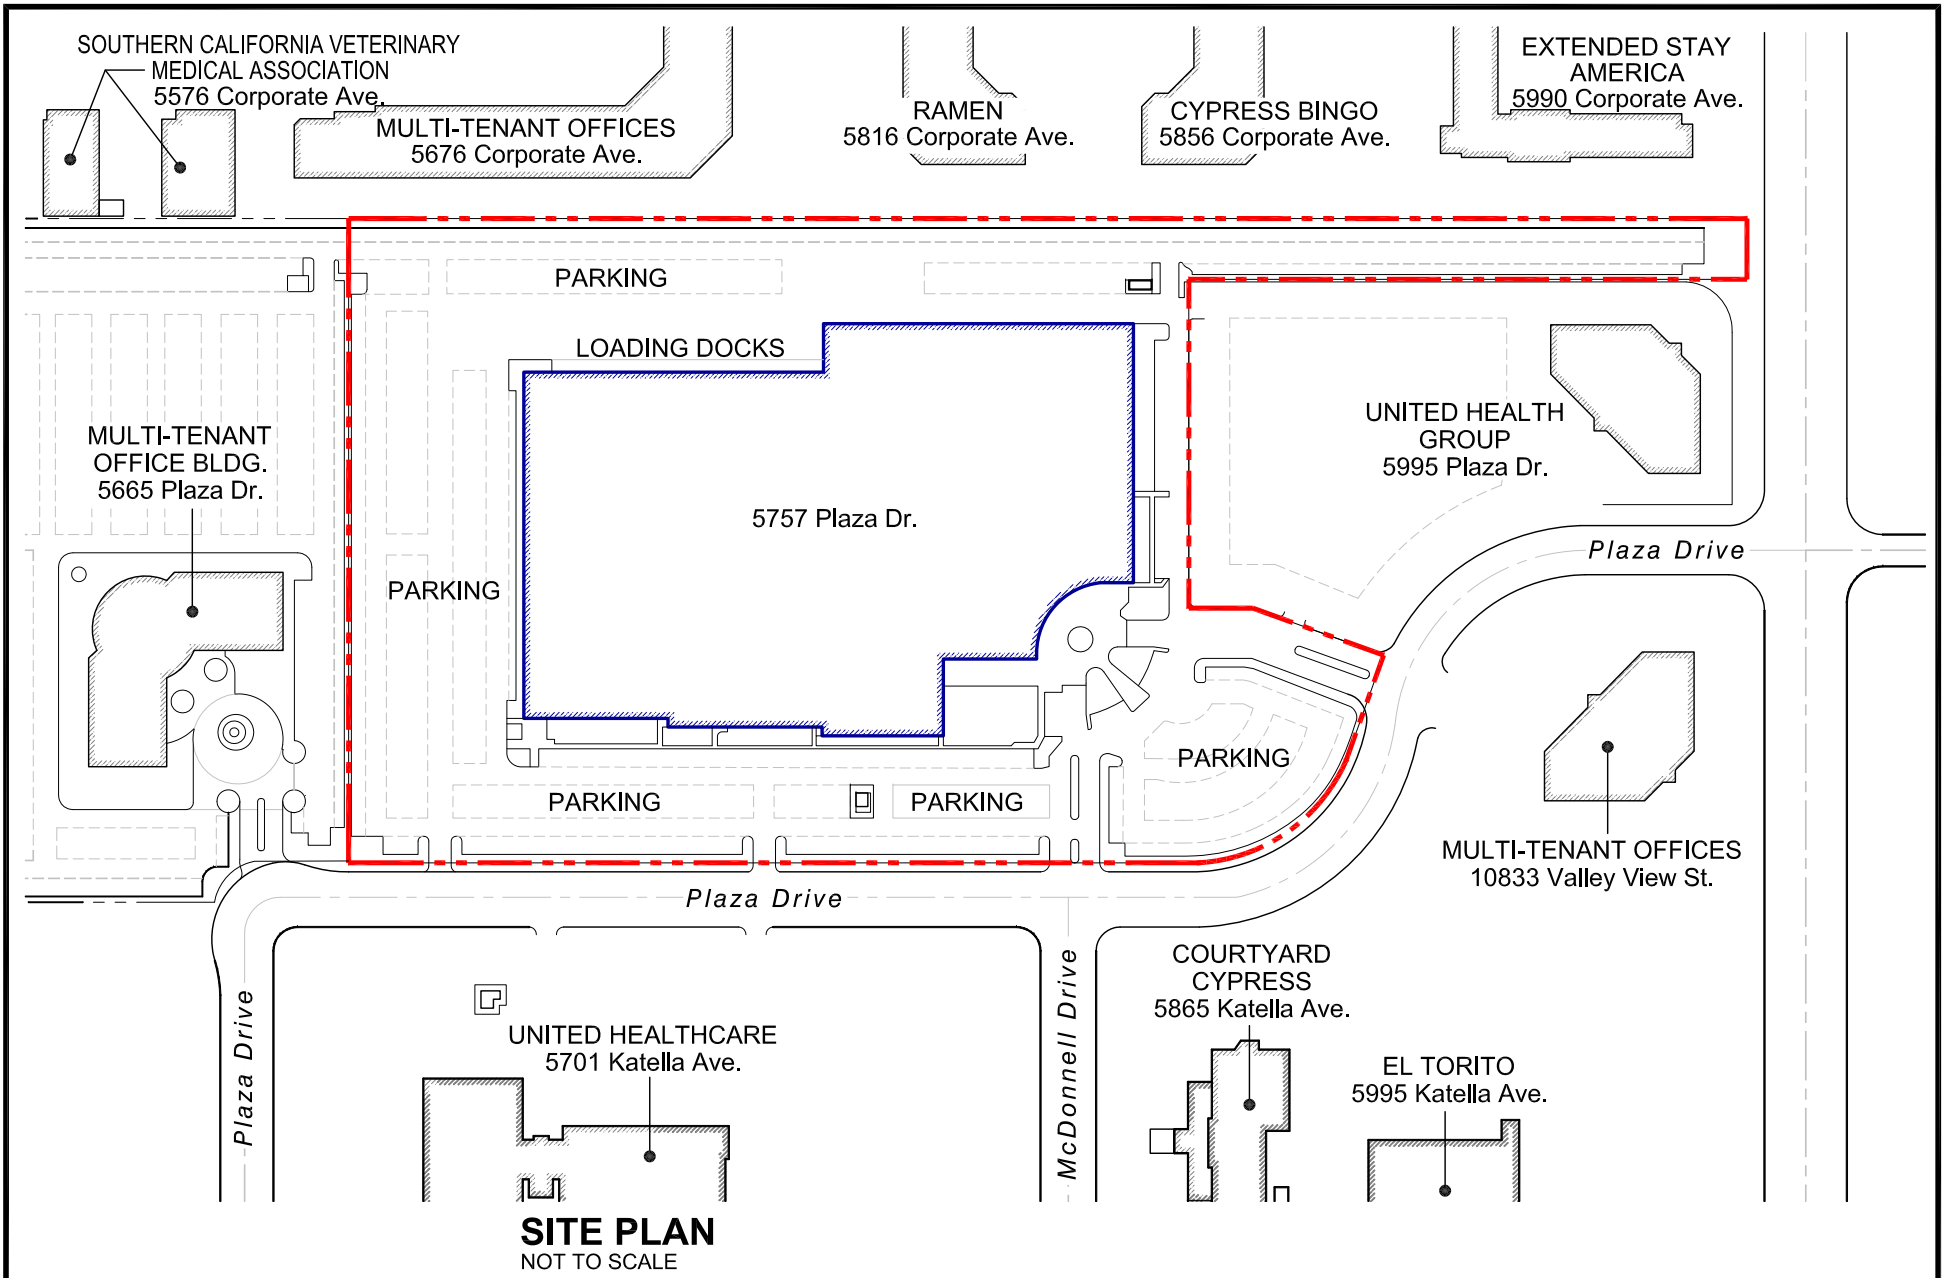 SOUTHERN CALIFORNIA VETERINARY
MEDICAL ASSOCIATION
5576 Corporate Ave.
MULTI-TENANT OFFICES
5676 Corporate Ave.
RAMEN
5816 Corporate Ave.
CYPRESS BINGO
5856 Corporate Ave.
EXTENDED STAY
AMERICA
5990 Corporate Ave.
PARKING
LOADING DOCKS
MULTI-TENANT
OFFICE BLDG.
5665 Plaza Dr.
5757 Plaza Dr.
UNITED HEALTH
GROUP
5995 Plaza Dr.
Plaza Drive
PARKING
PARKING
PARKING
PARKING
MULTI-TENANT OFFICES
10833 Valley View St.
Plaza Drive
Plaza Drive
UNITED HEALTHCARE
5701 Katella Ave.
McDonnell Drive
COURTYARD
CYPRESS
5865 Katella Ave.
EL TORITO
5995 Katella Ave.
SITE PLAN
NOT TO SCALE